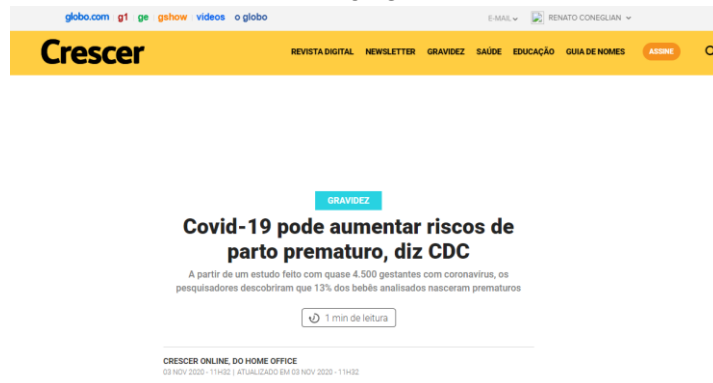 globo.com g1 ge gshow vídeos o globo E-MAIL RENATO CONEGLIAN
Crescer REVISTA DIGITAL NEWSLETTER GRAVIDEZ SAÚDE EDUCAÇÃO GUIA DE NOMES ASSINE
GRAVIDEZ
Covid-19 pode aumentar riscos de
parto prematuro, diz CDC
A partir de um estudo feito com quase 4.500 gestantes com coronavírus, os
pesquisadores descobriram que 13% dos bebês analisados nasceram prematuros
1 min de leitura
CRESCER ONLINE, DO HOME OFFICE
03 NOV 2020 - 11H32 | ATUALIZADO EM 03 NOV 2020 - 11H32